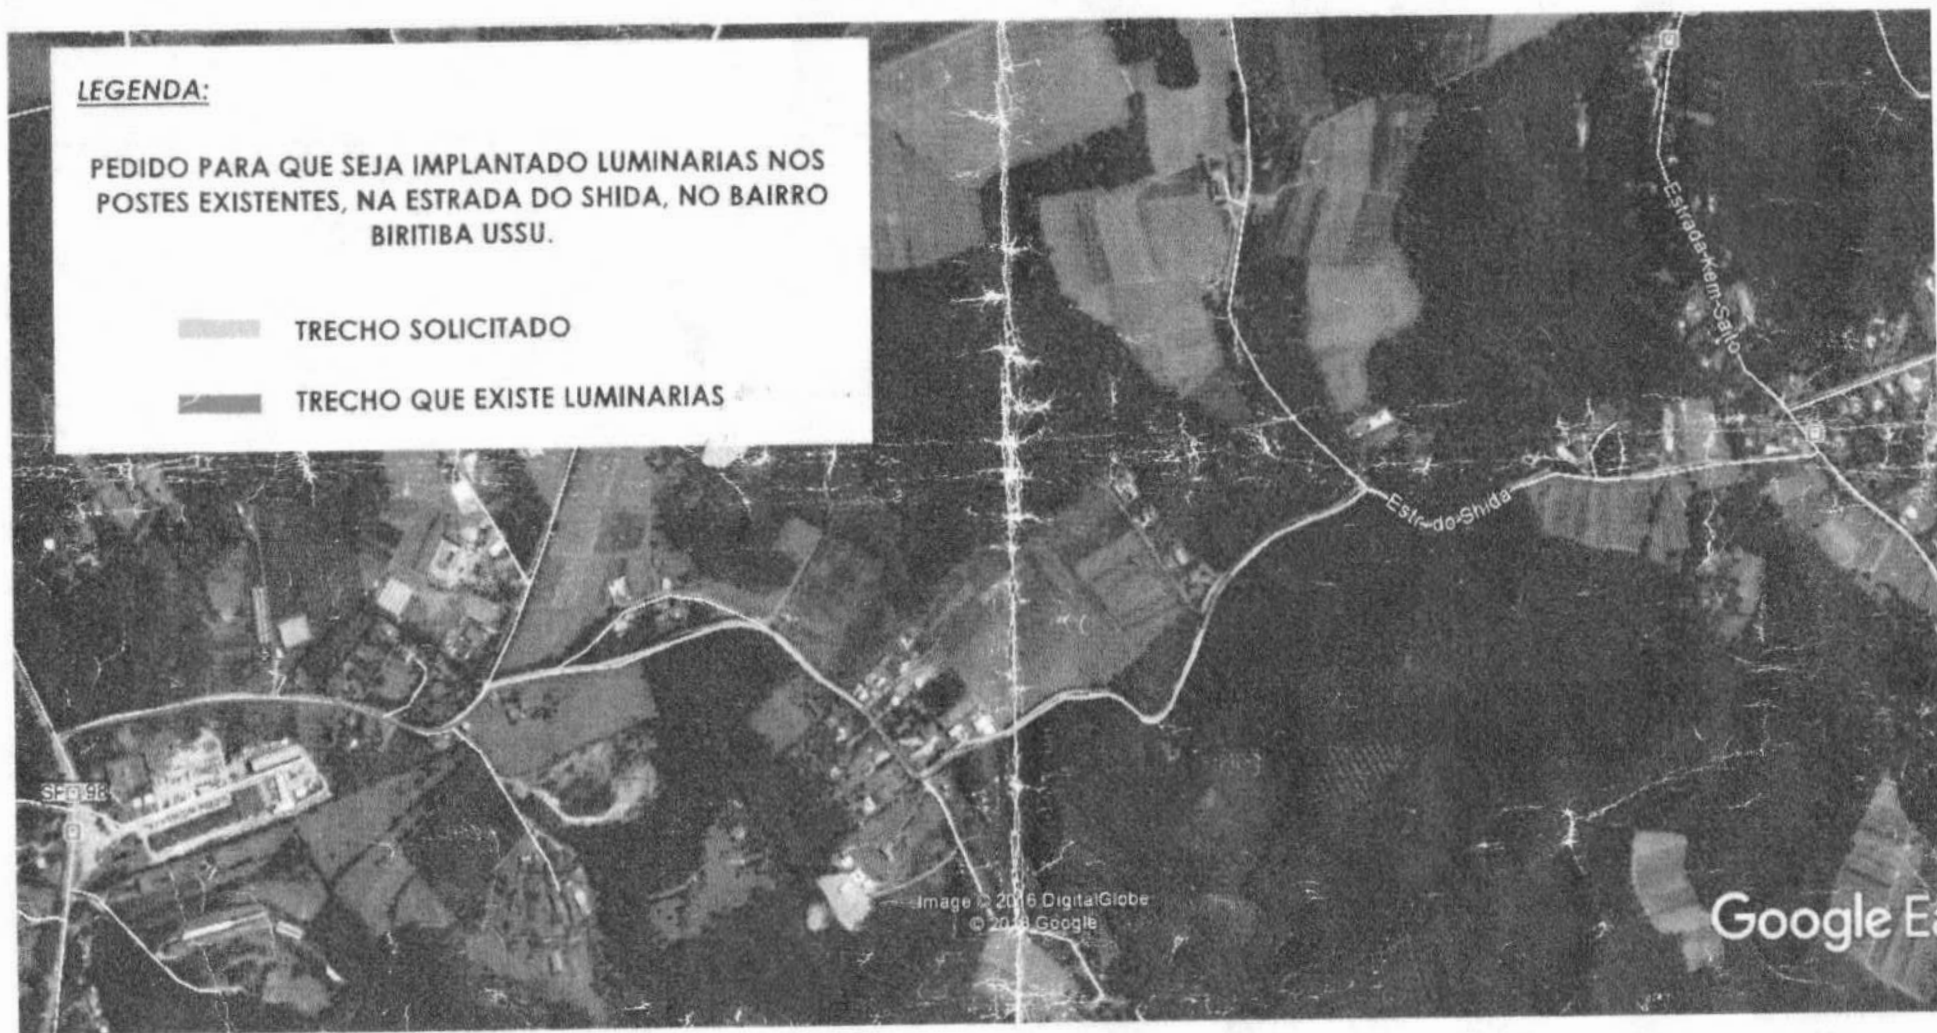 LEGENDA:
PEDIDO PARA QUE SEJA IMPLANTADO LUMINARIAS NOS
POSTES EXISTENTES, NA ESTRADA DO SHIDA, NO BAIRRO
BIRITIBA USSU.
TRECHO SOLICITADO
TRECHO QUE EXISTE LUMINARIAS
Estrada Kem Saito
Estr. do Shida
Image © 2016 DigitalGlobe
© 2016 Google
Google Ea